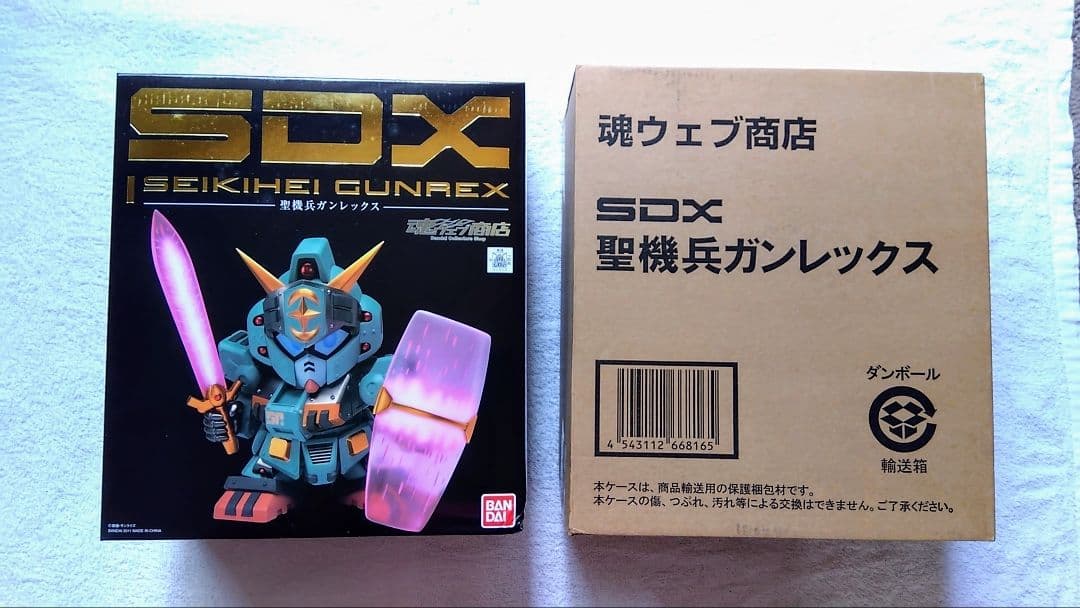 SDX
SEIKIHEI GUNREX
聖機兵ガンレックス
魂ウェブ商店
BAN
DAI
魂ウェブ商店
SDX
聖機兵ガンレックス
4 543112 668165
ダンボール
輸送箱
本ケースは、商品輸送用の保護梱包材です。
本ケースの傷、つぶれ、汚れ等による交換はできません。ご了承ください。